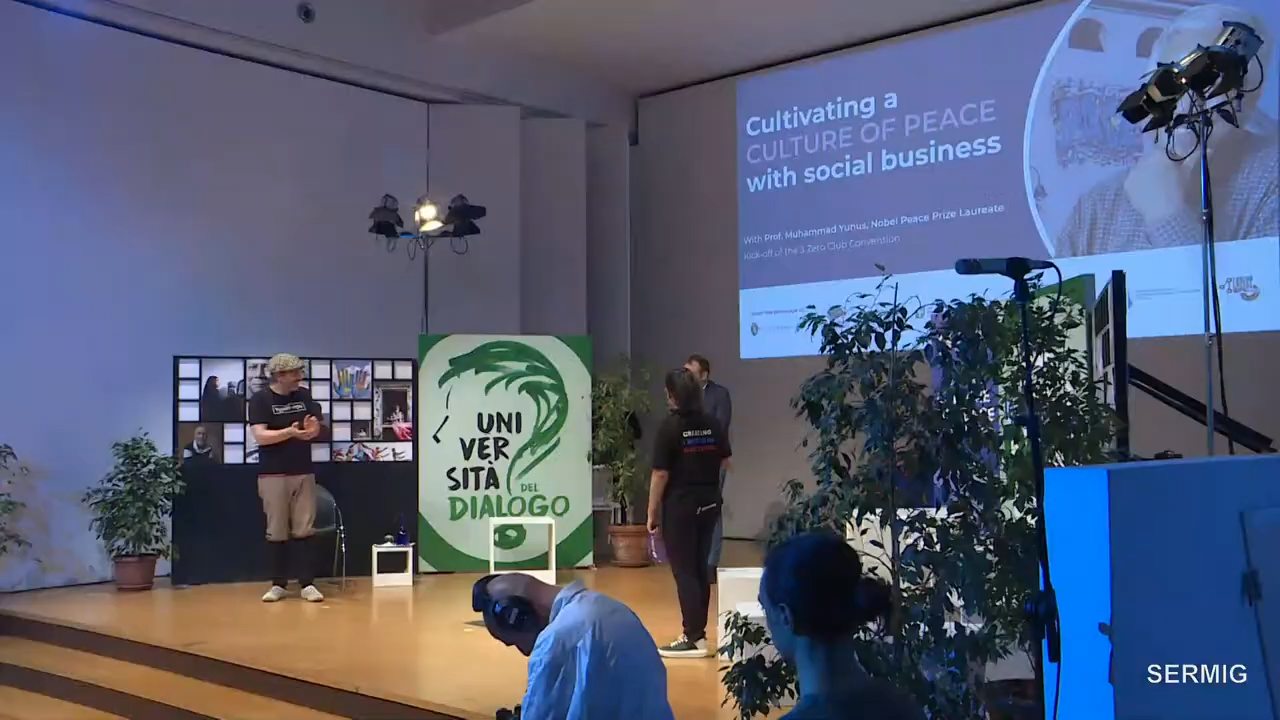 Cultivating a
CULTURE OF PEACE
with social business
With Prof. Muhammad Yunus, Nobel Peace Prize Laureate
Kick-off of the 3 Zero Club Convention
UNI
VER
SITÀ
DEL
DIALOGO
CREATING
SERMIG